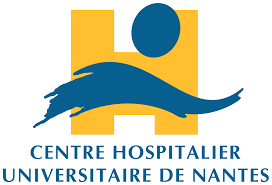 H
CENTRE HOSPITALIER
UNIVERSITAIRE DE NANTES